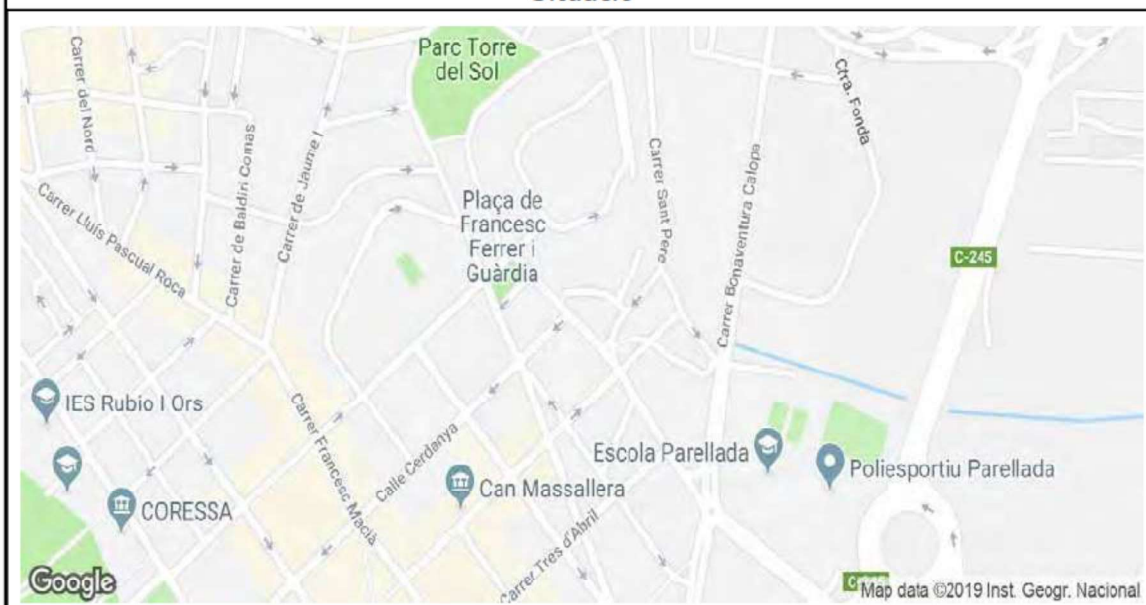 Parc Torre
del Sol
Carrer del Nord
Carrer de Baldiri Comas
Carrer de Jaume I
Carrer Sant Pere
Carrer Bonaventura Calopa
Ctra. Fonda
Plaça de
Francesc
Ferrer i
Guàrdia
Carrer Lluís Pascual Roca
C-245
IES Rubio I Ors
Carrer Francesc Macià
Calle Cerdanya
Escola Parellada
Poliesportiu Parellada
Can Massallera
CORESSA
Carrer Tres d'Abril
Google
Map data ©2019 Inst. Geogr. Nacional